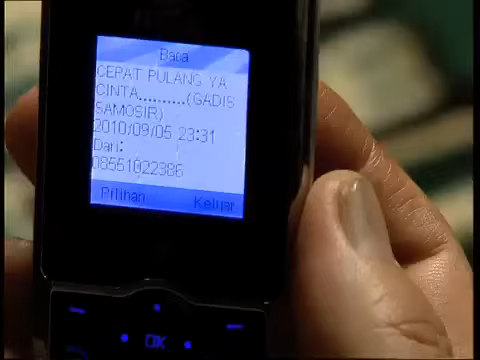 Baca
CEPAT PULANG YA
CINTA.........(GADIS
SAMOSIR)
2010/09/05 23:31
Dari:
08551022386
Pilihan Keluar
OK